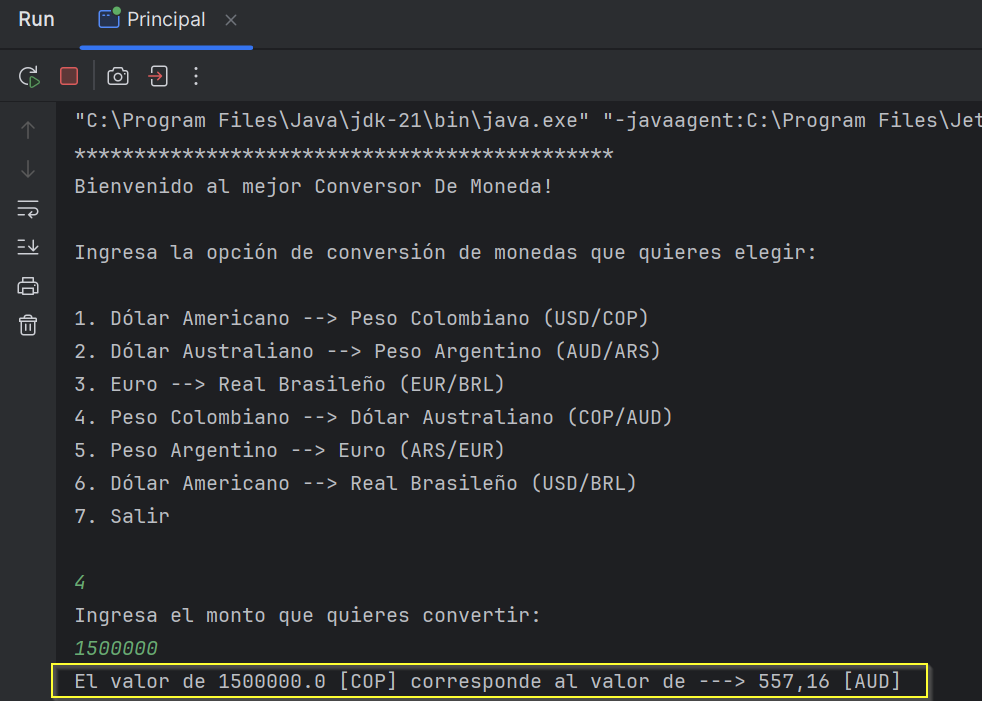 Run Principal
"C:\Program Files\Java\jdk-21\bin\java.exe" "-javaagent:C:\Program Files\Jet
*********************************************
Bienvenido al mejor Conversor De Moneda!
Ingresa la opción de conversión de monedas que quieres elegir:
1. Dólar Americano --> Peso Colombiano (USD/COP)
2. Dólar Australiano --> Peso Argentino (AUD/ARS)
3. Euro --> Real Brasileño (EUR/BRL)
4. Peso Colombiano --> Dólar Australiano (COP/AUD)
5. Peso Argentino --> Euro (ARS/EUR)
6. Dólar Americano --> Real Brasileño (USD/BRL)
7. Salir
4
Ingresa el monto que quieres convertir:
1500000
El valor de 1500000.0 [COP] corresponde al valor de ---> 557,16 [AUD]